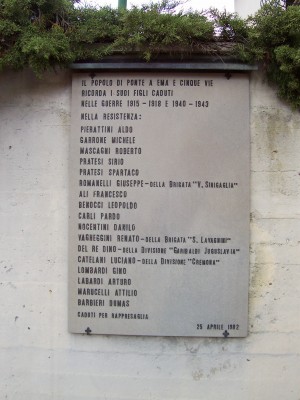 IL POPOLO DI PONTE A EMA E CINQUE VIE
RICORDA I SUOI FIGLI CADUTI
NELLE GUERRE 1915 - 1918 E 1940 - 1943
NELLA RESISTENZA:
PIERATTINI ALDO
GARRONE MICHELE
MASCAGNI ROBERTO
PRATESI SIRIO
PRATESI SPARTACO
ROMANELLI GIUSEPPE - DELLA BRIGATA "V. SINIGAGLIA"
ALI FRANCESCO
BENUCCI LEOPOLDO
CARLI PARDO
NOCENTINI DANILO
VAGHEGGINI RENATO - DELLA BRIGATA "S. LAVAGNINI"
DEL RE DINO - DELLA DIVISIONE "GARIBALDI JUGOSLAVIA"
CATELANI LUCIANO - DELLA DIVISIONE "CREMONA"
LOMBARDI GINO
LABARDI ARTURO
MARUCELLI ATTILIO
BARBIERI DUMAS
CADUTI PER RAPPRESAGLIA
25 APRILE 1982